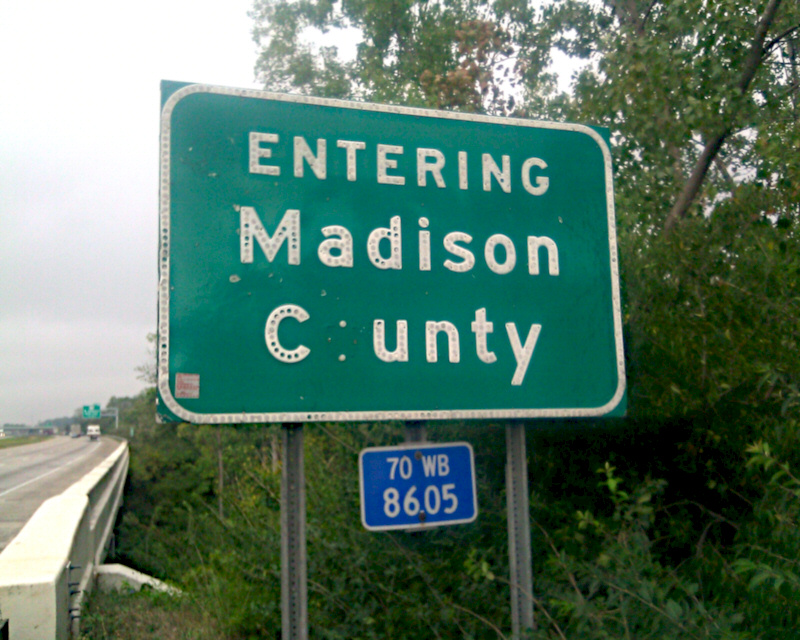 ENTERING
Madison
C unty
70 WB
86.05